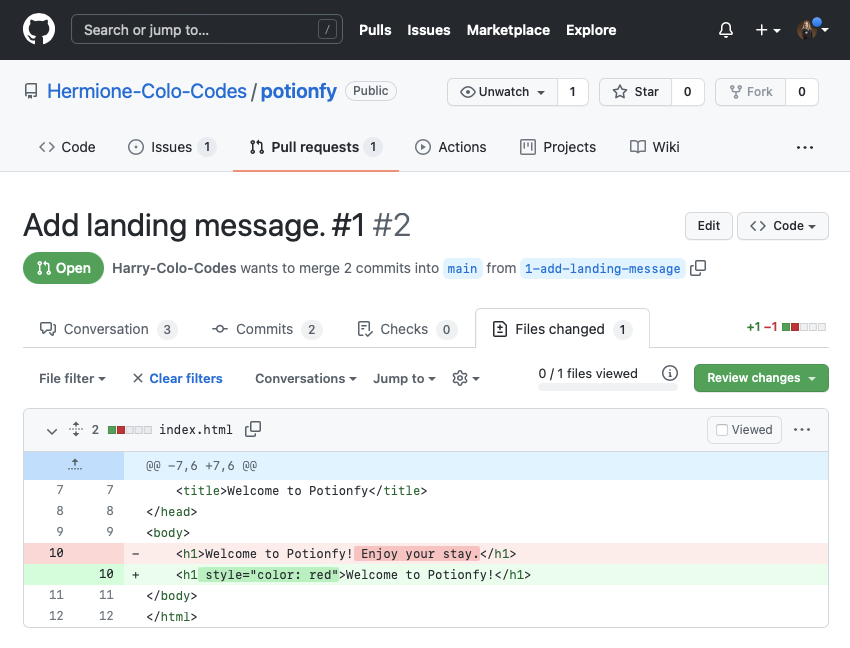 Search or jump to... / Pulls Issues Marketplace Explore
Hermione-Colo-Codes / potionfy Public Unwatch 1 Star 0 Fork 0
Code Issues 1 Pull requests 1 Actions Projects Wiki ...
Add landing message. #1 #2 Edit <> Code
Open Harry-Colo-Codes wants to merge 2 commits into main from 1-add-landing-message
Conversation 3 Commits 2 Checks 0 Files changed 1 +1 −1
File filter × Clear filters Conversations Jump to 0 / 1 files viewed Review changes
2 index.html Viewed ...
@@ -7,6 +7,6 @@
7 7 <title>Welcome to Potionfy</title>
8 8 </head>
9 9 <body>
10 - <h1>Welcome to Potionfy! Enjoy your stay.</h1>
10 + <h1 style="color: red">Welcome to Potionfy!</h1>
11 11 </body>
12 12 </html>